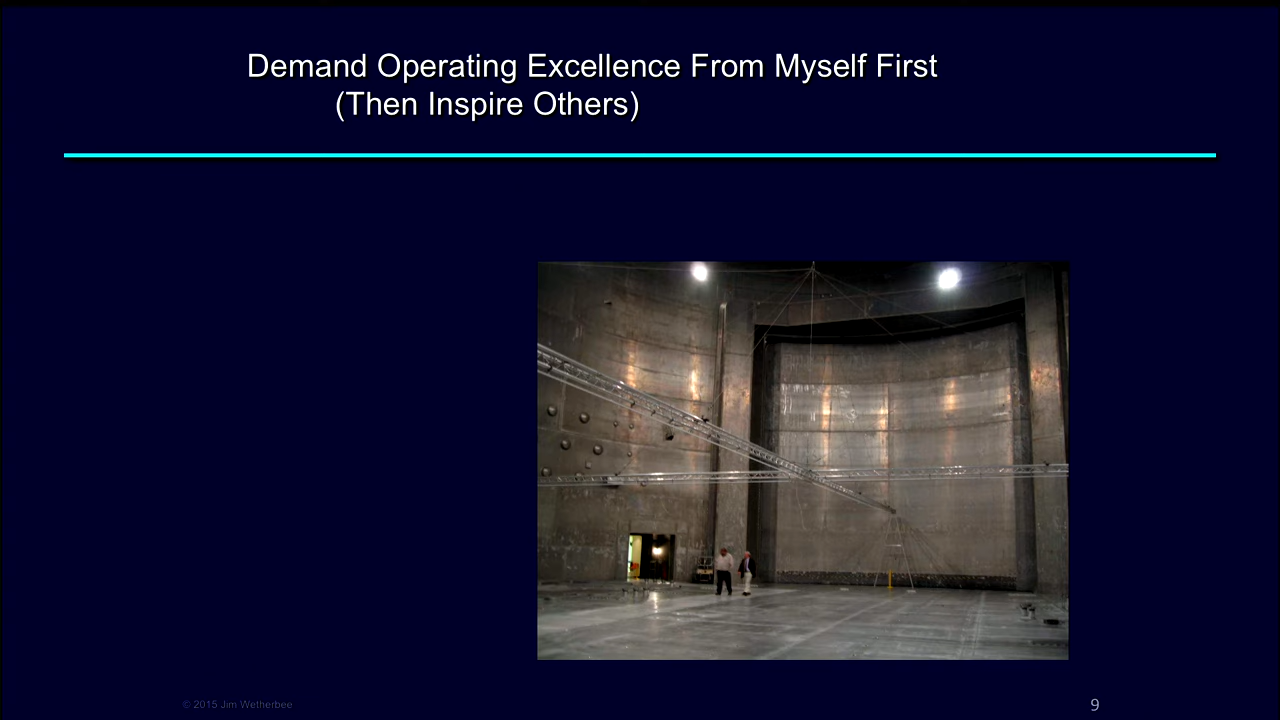 Demand Operating Excellence From Myself First
(Then Inspire Others)
© 2015 Jim Wetherbee
9